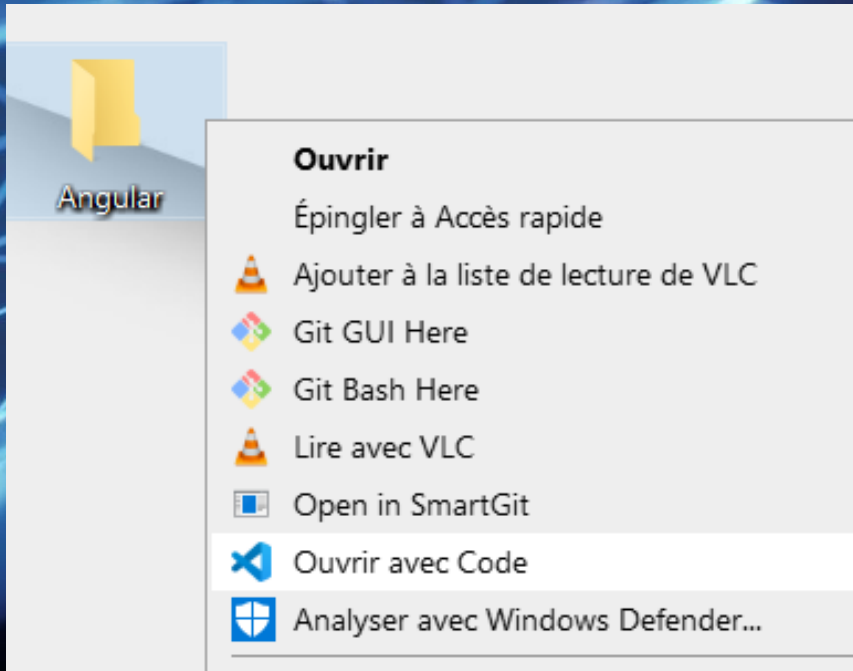 Angular
Ouvrir
Épingler à Accès rapide
Ajouter à la liste de lecture de VLC
Git GUI Here
Git Bash Here
Lire avec VLC
Open in SmartGit
Ouvrir avec Code
Analyser avec Windows Defender...